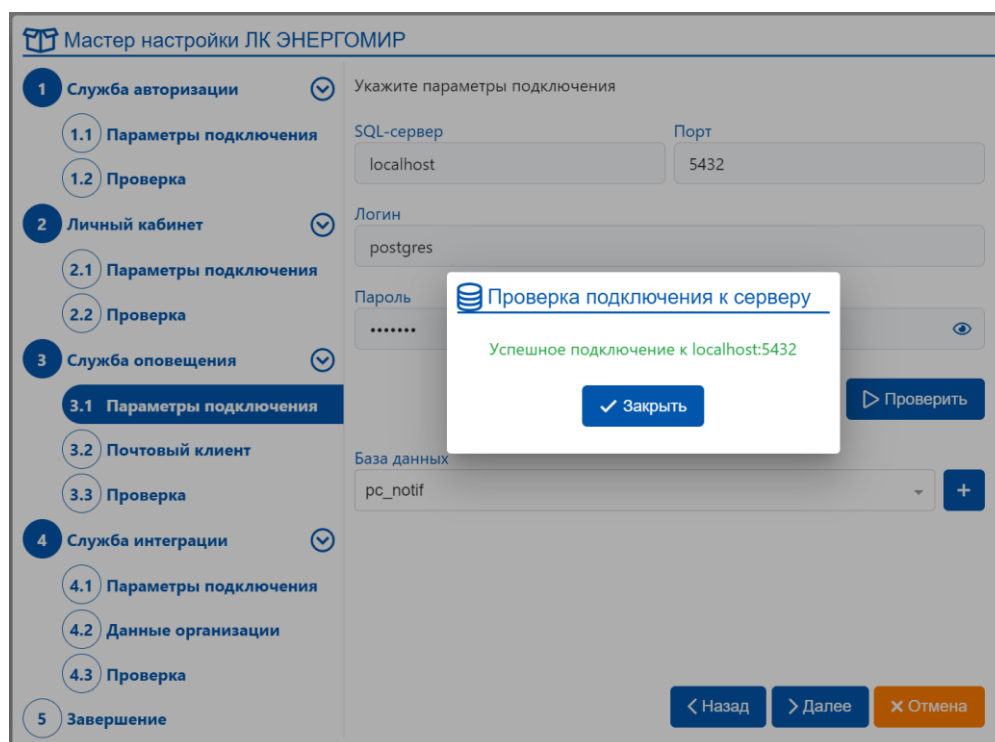 Мастер настройки ЛК ЭНЕРГОМИР
1 Служба авторизации
1.1 Параметры подключения
1.2 Проверка
2 Личный кабинет
2.1 Параметры подключения
2.2 Проверка
3 Служба оповещения
3.1 Параметры подключения
3.2 Почтовый клиент
3.3 Проверка
4 Служба интеграции
4.1 Параметры подключения
4.2 Данные организации
4.3 Проверка
5 Завершение
Укажите параметры подключения
SQL-сервер Порт
localhost 5432
Логин
postgres
Пароль
•••••••
Проверить
База данных
pc_notif
+
Проверка подключения к серверу
Успешное подключение к localhost:5432
Закрыть
Назад Далее Отмена